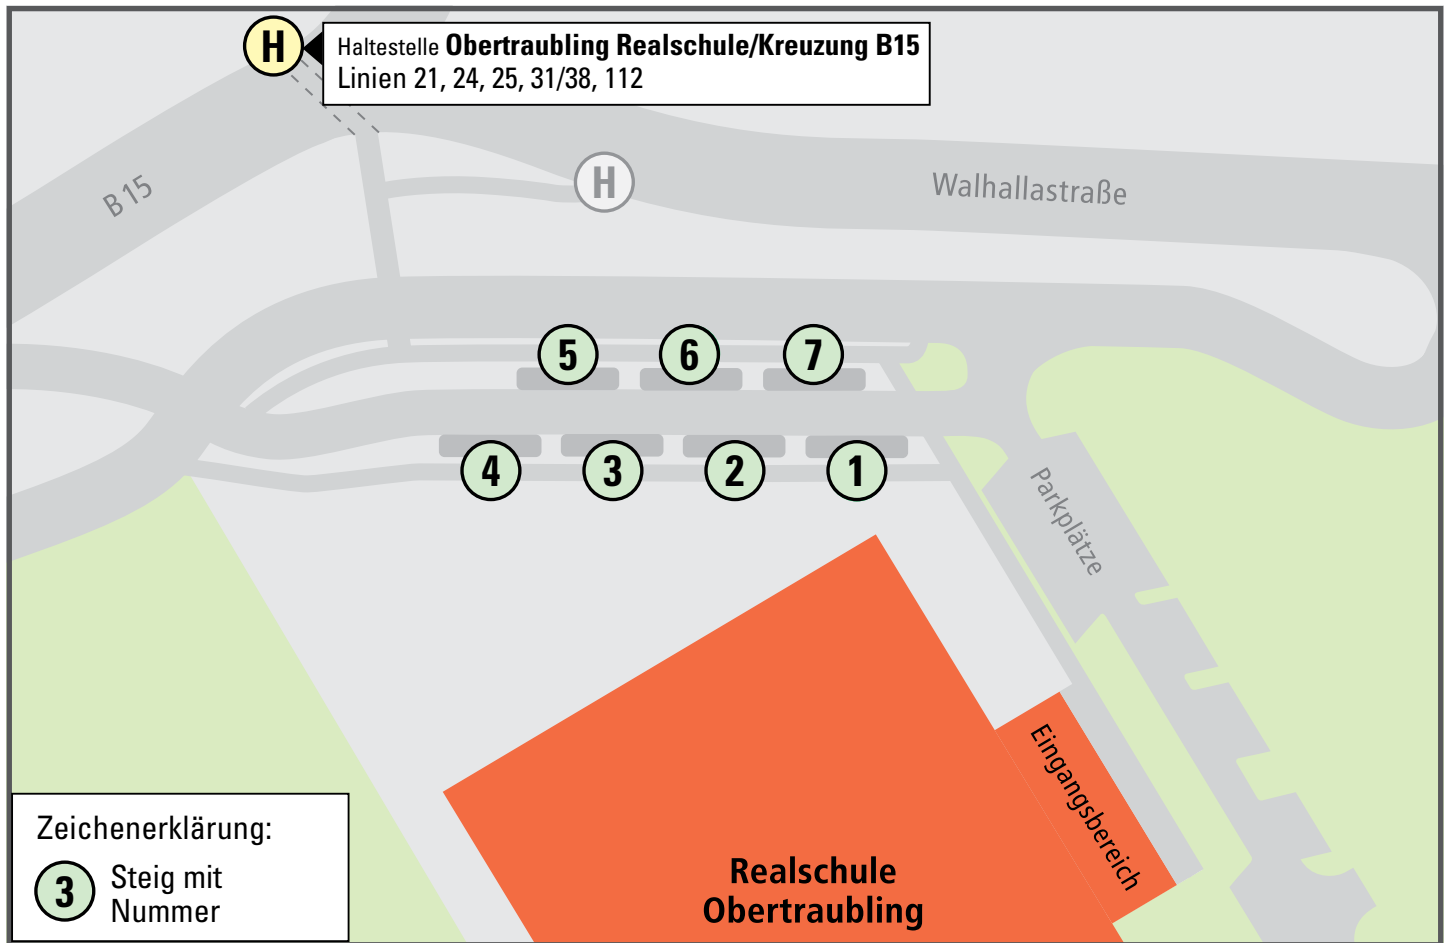 H
Haltestelle Obertraubling Realschule/Kreuzung B15
Linien 21, 24, 25, 31/38, 112
B 15
H
Walhallastraße
5
6
7
4
3
2
1
Parkplätze
Eingangsbereich
Realschule
Obertraubling
Zeichenerklärung:
3
Steig mit
Nummer